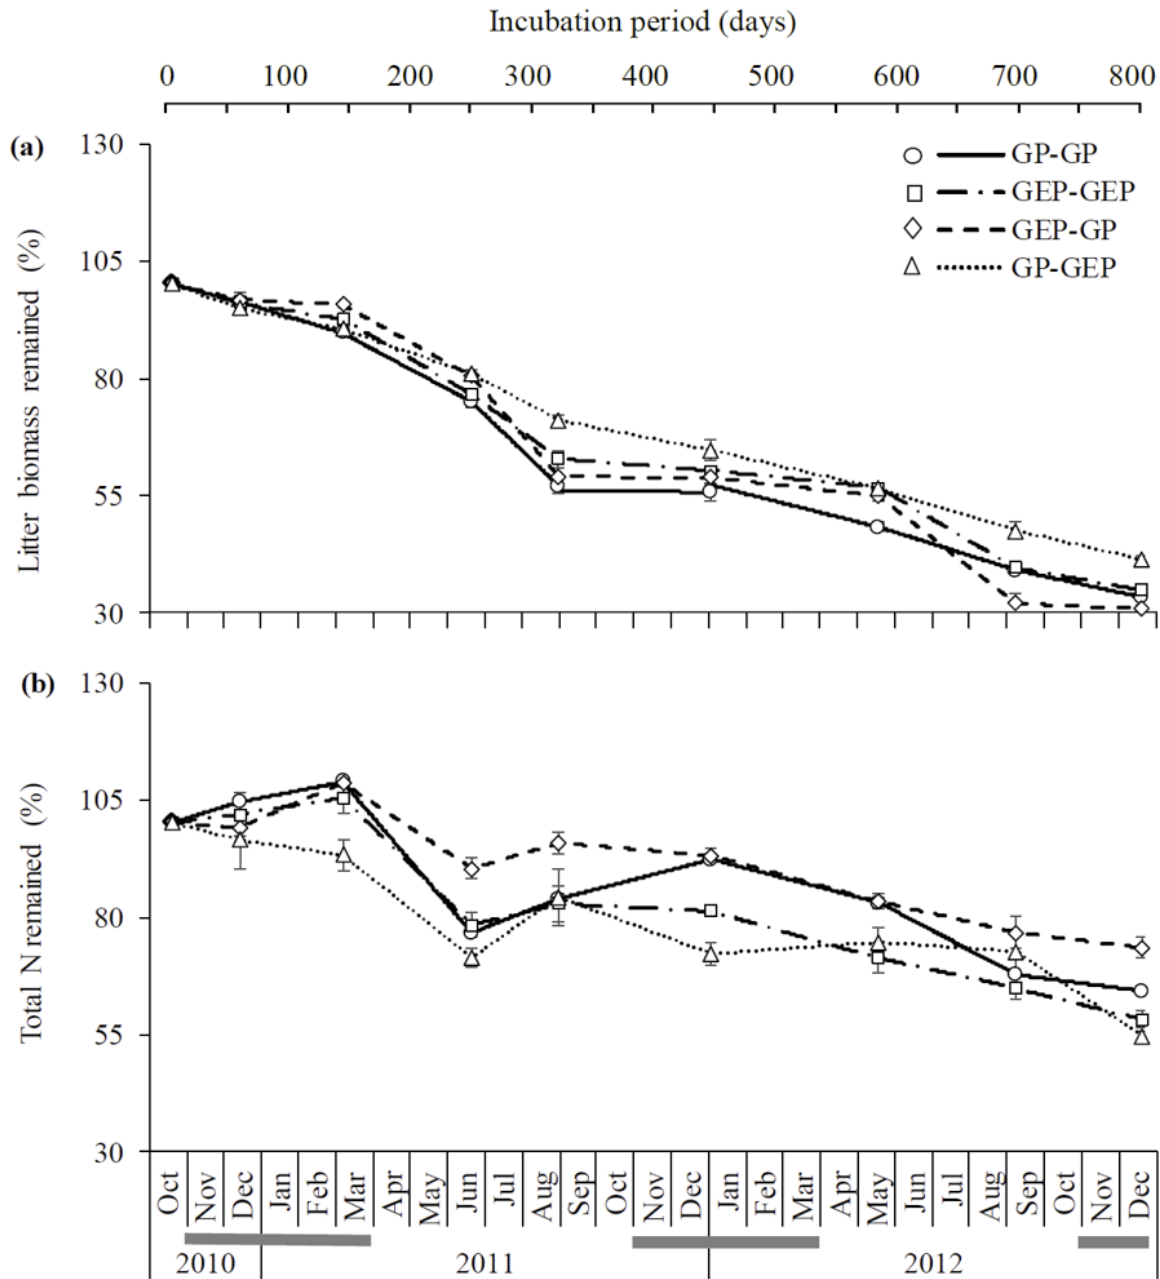 Incubation period (days)
0 100 200 300 400 500 600 700 800
(a)
Litter biomass remained (%)
130
105
80
55
30
GP-GP
GEP-GEP
GEP-GP
GP-GEP
(b)
Total N remained (%)
130
105
80
55
30
Oct Nov Dec Jan Feb Mar Apr May Jun Jul Aug Sep Oct Nov Dec Jan Feb Mar Apr May Jun Jul Aug Sep Oct Nov Dec
2010 2011 2012